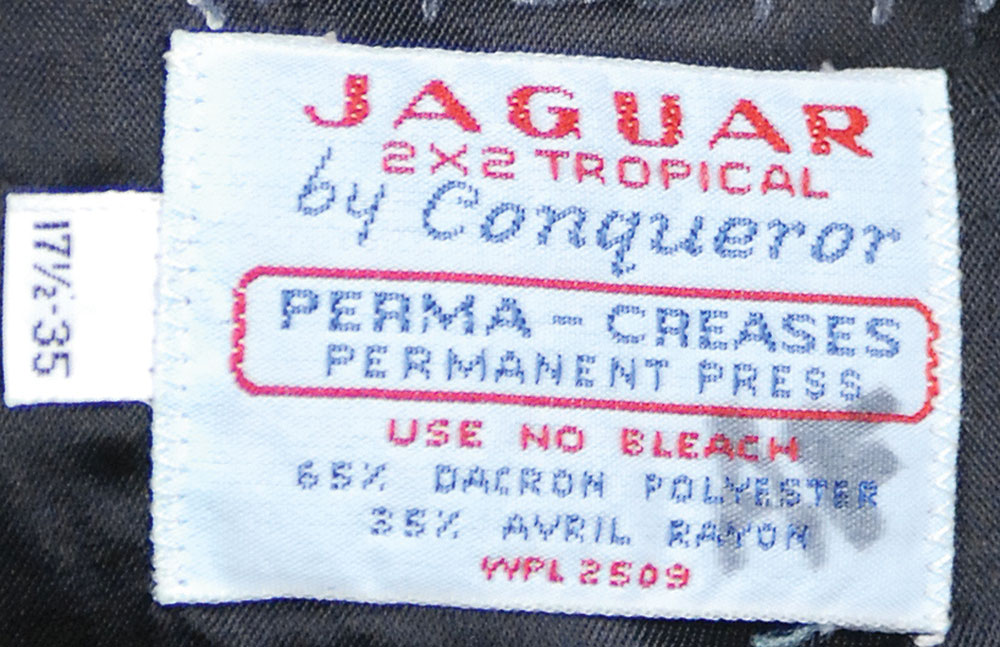 JAGUAR
2X2 TROPICAL
by Conqueror
PERMA - CREASES
PERMANENT PRESS
USE NO BLEACH
65% DACRON POLYESTER
35% AVRIL RAYON
WPL 2509
17½-35